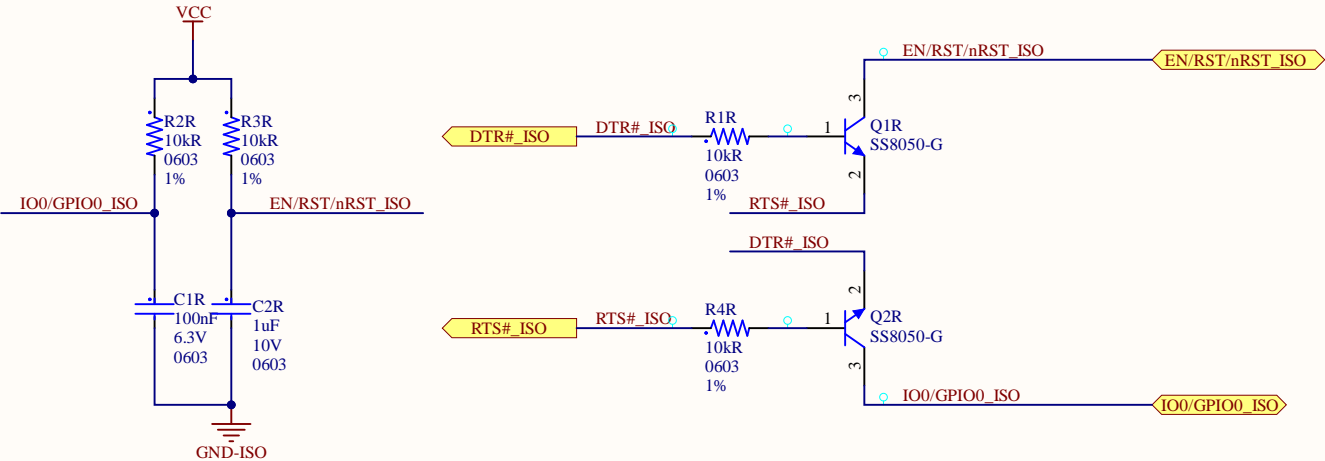 VCC
R2R
10kR
0603
1%
R3R
10kR
0603
1%
IO0/GPIO0_ISO
EN/RST/nRST_ISO
C1R
100nF
6.3V
0603
C2R
1uF
10V
0603
GND-ISO
EN/RST/nRST_ISO
EN/RST/nRST_ISO
DTR#_ISO
DTR#_ISO
R1R
10kR
0603
1%
1
3
2
Q1R
SS8050-G
RTS#_ISO
DTR#_ISO
RTS#_ISO
RTS#_ISO
R4R
10kR
0603
1%
1
2
3
Q2R
SS8050-G
IO0/GPIO0_ISO
IO0/GPIO0_ISO